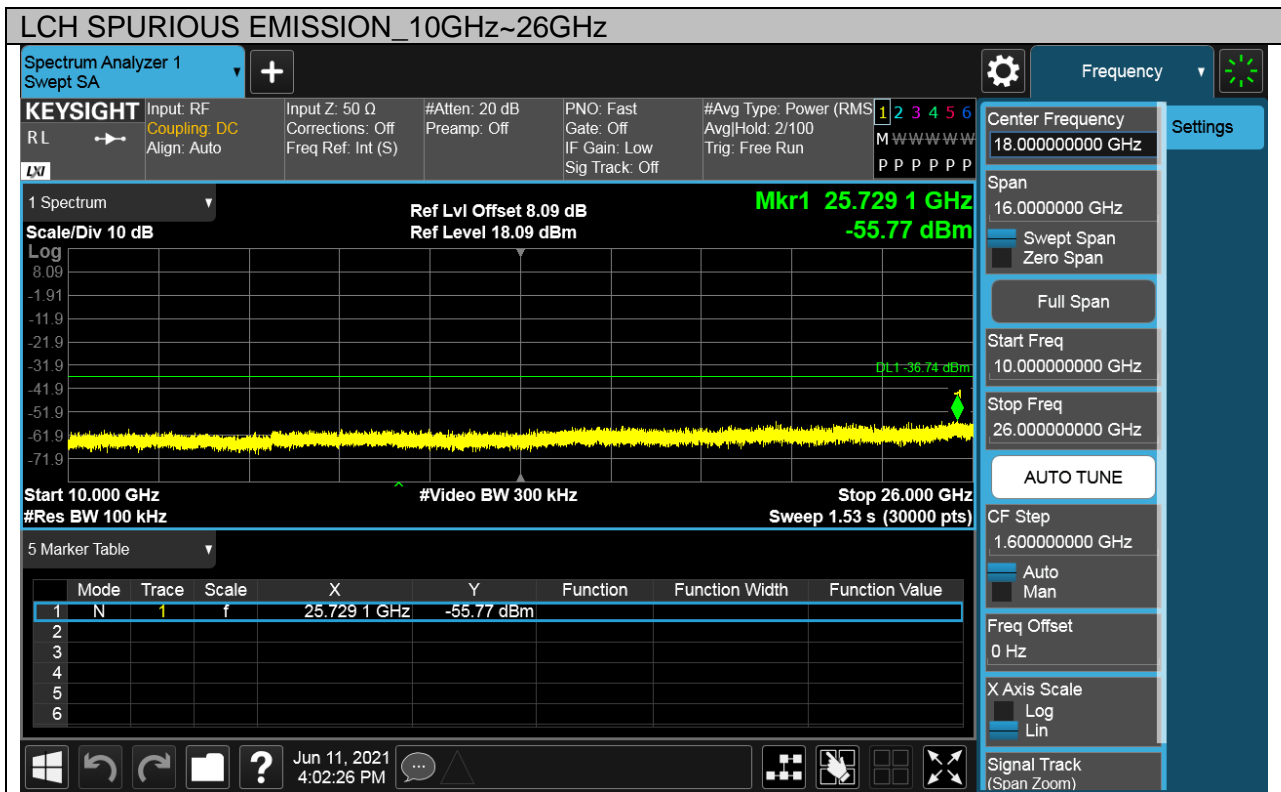 LCH SPURIOUS EMISSION_10GHz~26GHz
Spectrum Analyzer 1
Swept SA
Frequency
KEYSIGHT
RL
LXI
Input: RF
Coupling: DC
Align: Auto
Input Z: 50 Ω
Corrections: Off
Freq Ref: Int (S)
#Atten: 20 dB
Preamp: Off
PNO: Fast
Gate: Off
IF Gain: Low
Sig Track: Off
#Avg Type: Power (RMS
Avg|Hold: 2/100
Trig: Free Run
1 2 3 4 5 6
M W W W W W
P P P P P P
1 Spectrum
Scale/Div 10 dB
Ref Lvl Offset 8.09 dB
Ref Level 18.09 dBm
Mkr1 25.729 1 GHz
-55.77 dBm
Log
8.09
-1.91
-11.9
-21.9
-31.9
-41.9
-51.9
-61.9
-71.9
DL1 -36.74 dBm
1
Start 10.000 GHz
#Video BW 300 kHz
Stop 26.000 GHz
#Res BW 100 kHz
Sweep 1.53 s (30000 pts)
5 Marker Table
Mode Trace Scale X Y Function Function Width Function Value
1 N 1 f 25.729 1 GHz -55.77 dBm
2
3
4
5
6
Jun 11, 2021
4:02:26 PM
Center Frequency
18.000000000 GHz
Settings
Span
16.0000000 GHz
Swept Span
Zero Span
Full Span
Start Freq
10.000000000 GHz
Stop Freq
26.000000000 GHz
AUTO TUNE
CF Step
1.600000000 GHz
Auto
Man
Freq Offset
0 Hz
X Axis Scale
Log
Lin
Signal Track
(Span Zoom)